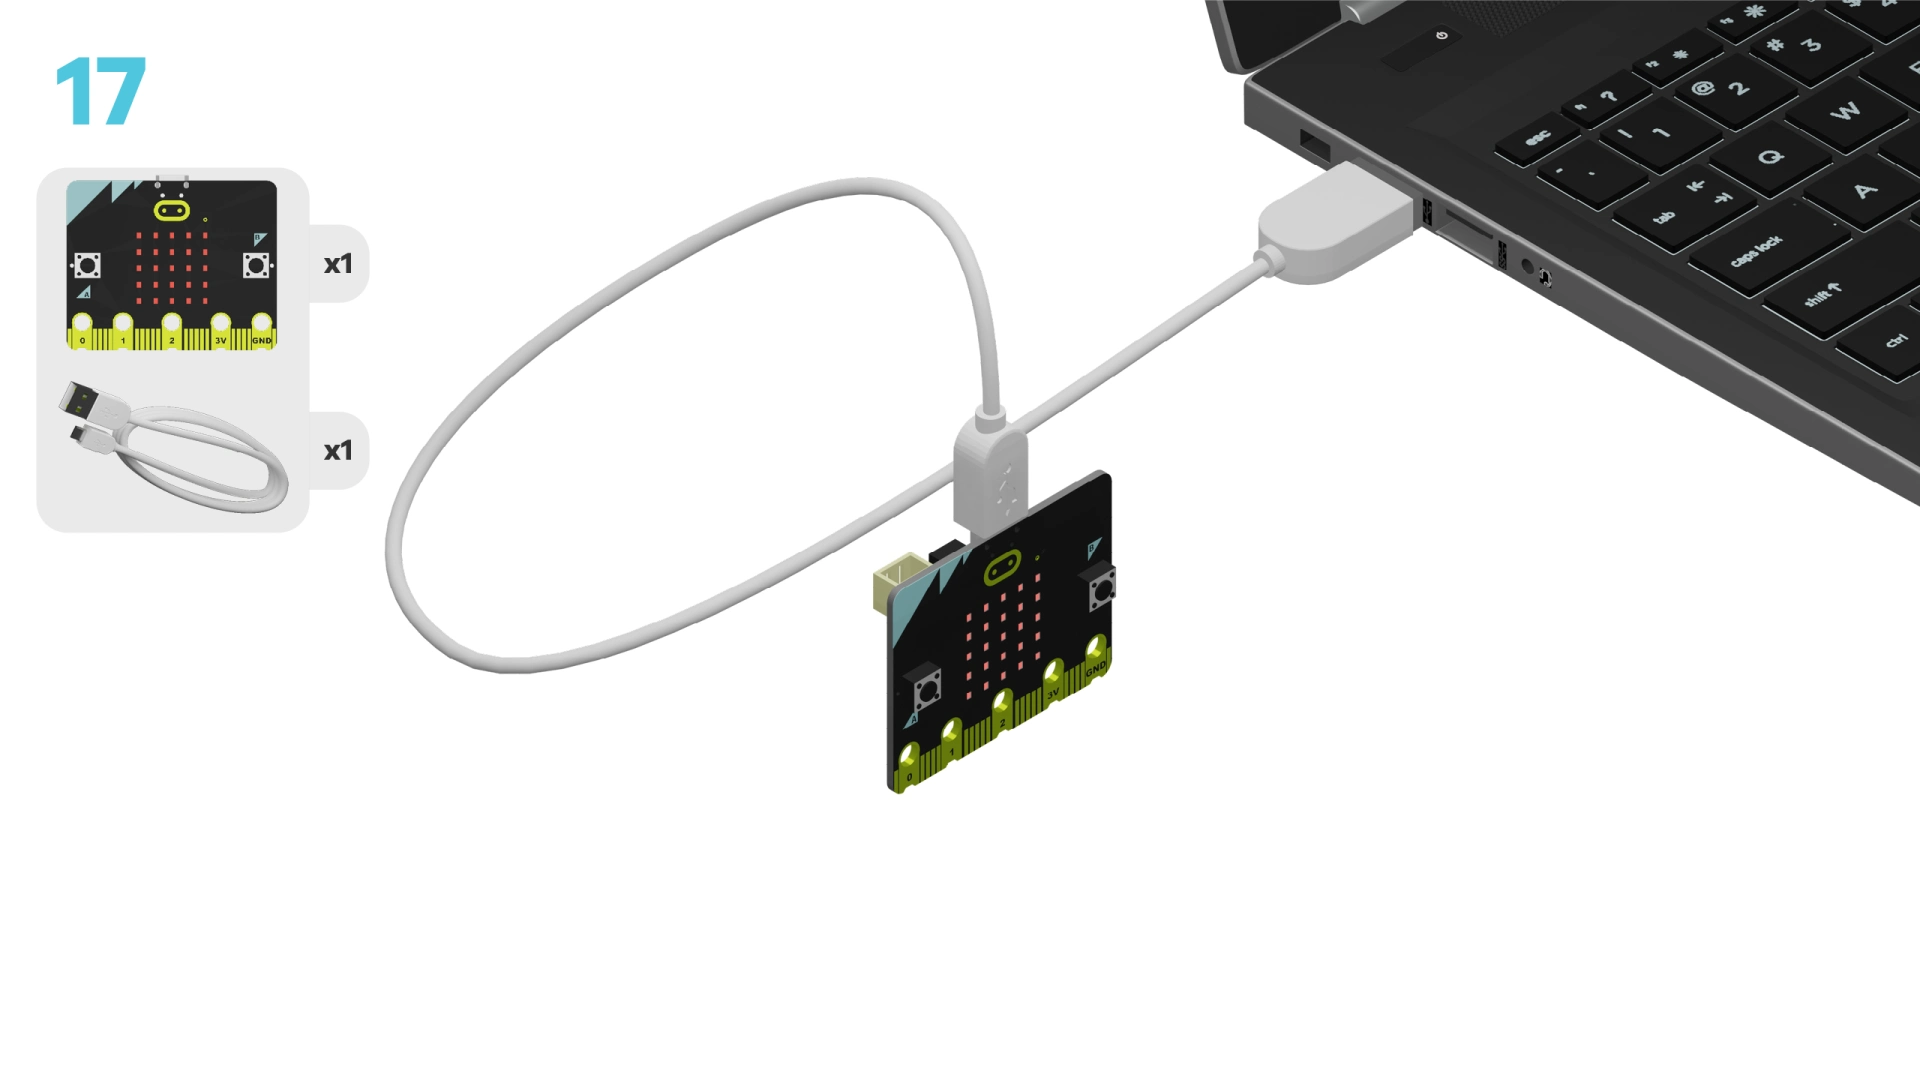 17
B
A
0 1 2 3V GND
x1
x1
B
A
0 1 2 3V GND
esc
! 1
@ 2
# 3
$ 4
tab
Q
W
caps lock
A
shift
ctrl